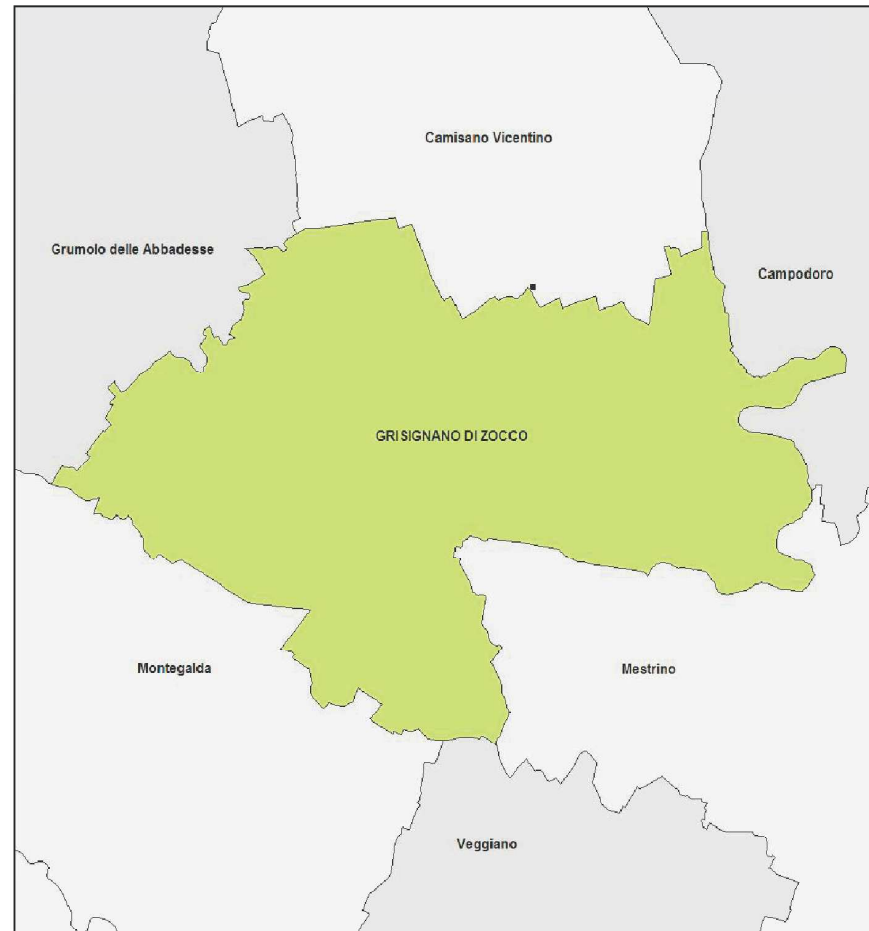 Camisano Vicentino
Grumolo delle Abbadesse
Campodoro
GRISIGNANO DI ZOCCO
Montegalda
Mestrino
Veggiano